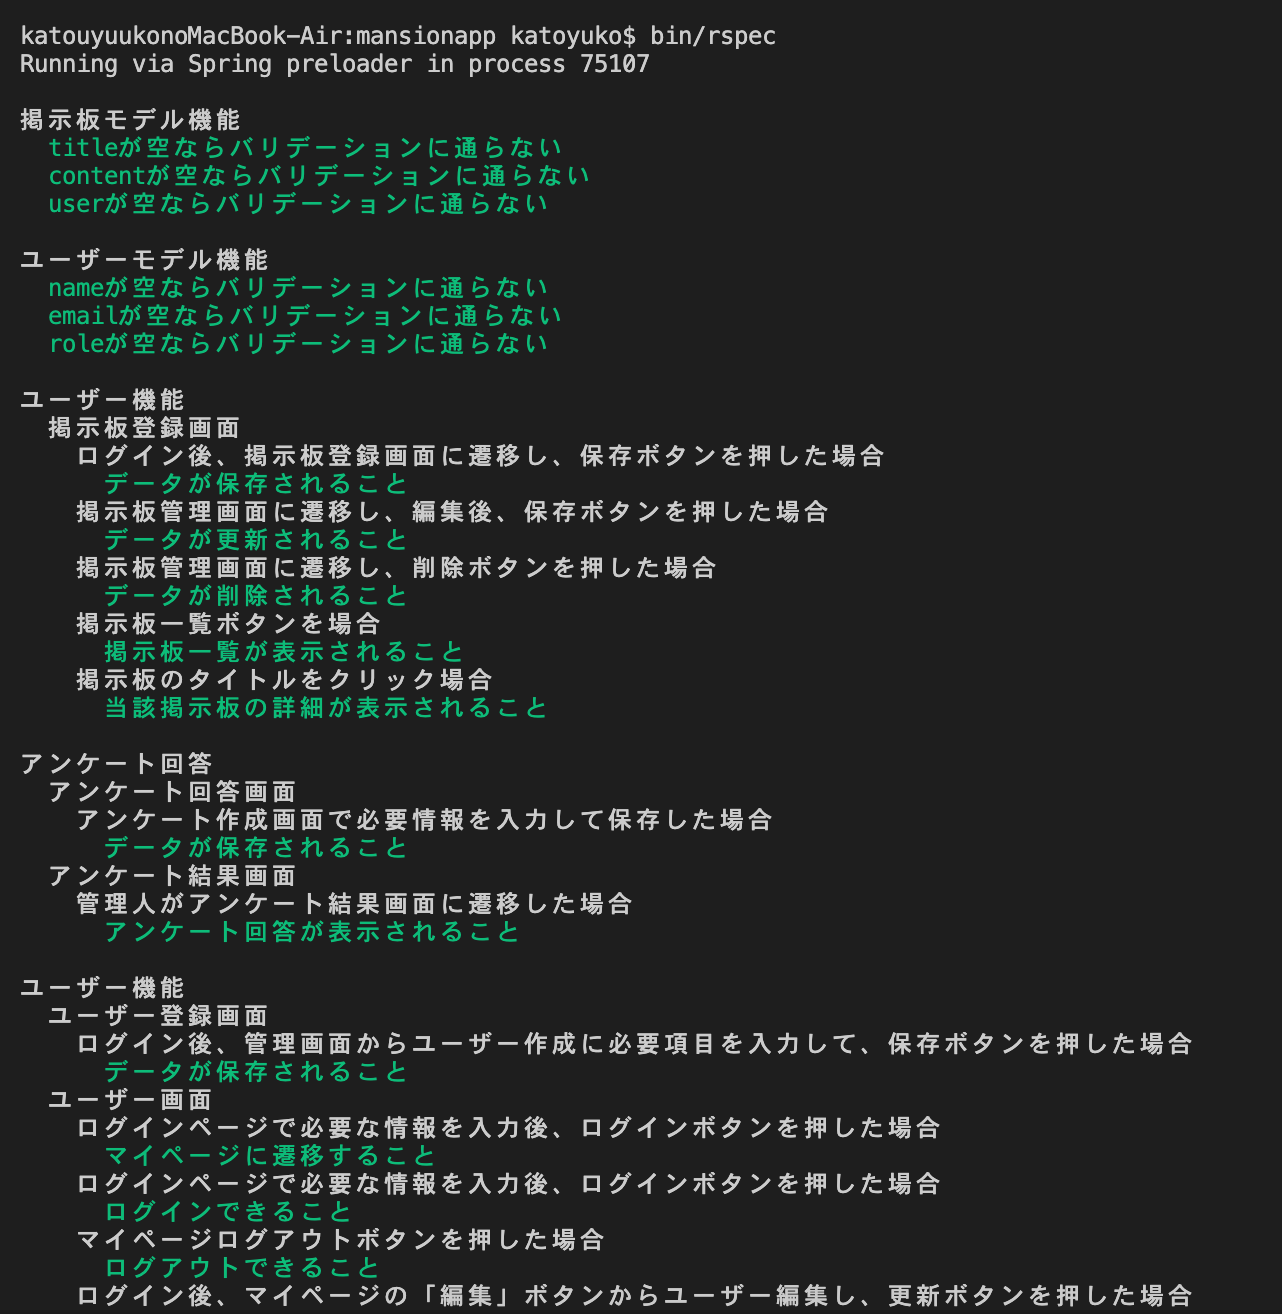 katouyuukonoMacBook-Air:mansionapp katoyuko$ bin/rspec
Running via Spring preloader in process 75107
掲示板モデル機能
titleが空ならバリデーションに通らない
contentが空ならバリデーションに通らない
userが空ならバリデーションに通らない
ユーザーモデル機能
nameが空ならバリデーションに通らない
emailが空ならバリデーションに通らない
roleが空ならバリデーションに通らない
ユーザー機能
掲示板登録画面
ログイン後、掲示板登録画面に遷移し、保存ボタンを押した場合
データが保存されること
掲示板管理画面に遷移し、編集後、保存ボタンを押した場合
データが更新されること
掲示板管理画面に遷移し、削除ボタンを押した場合
データが削除されること
掲示板一覧ボタンを場合
掲示板一覧が表示されること
掲示板のタイトルをクリック場合
当該掲示板の詳細が表示されること
アンケート回答
アンケート回答画面
アンケート作成画面で必要情報を入力して保存した場合
データが保存されること
アンケート結果画面
管理人がアンケート結果画面に遷移した場合
アンケート回答が表示されること
ユーザー機能
ユーザー登録画面
ログイン後、管理画面からユーザー作成に必要項目を入力して、保存ボタンを押した場合
データが保存されること
ユーザー画面
ログインページで必要な情報を入力後、ログインボタンを押した場合
マイページに遷移すること
ログインページで必要な情報を入力後、ログインボタンを押した場合
ログインできること
マイページログアウトボタンを押した場合
ログアウトできること
ログイン後、マイページの「編集」ボタンからユーザー編集し、更新ボタンを押した場合